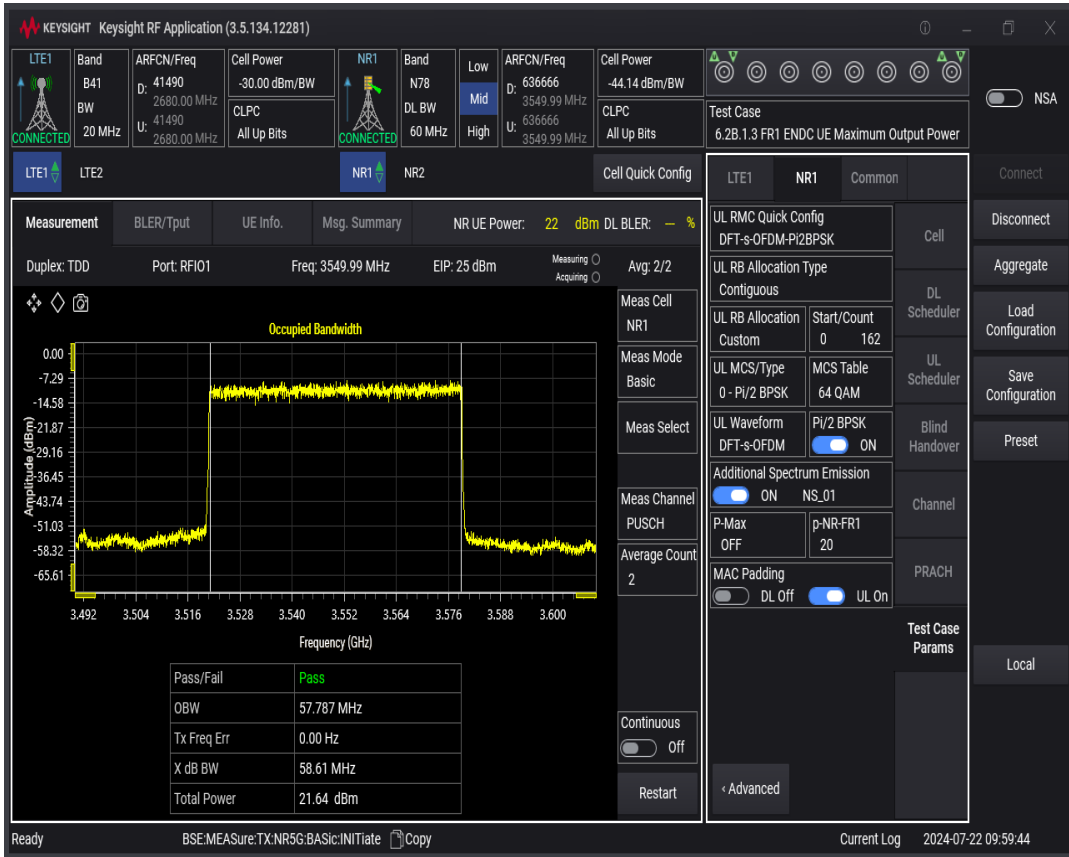 KEYSIGHT Keysight RF Application (3.5.134.12281)
LTE1 Band ARFCN/Freq Cell Power NR1 Band Low ARFCN/Freq Cell Power
B41 D: 41490 -30.00 dBm/BW N78 D: 636666 -44.14 dBm/BW
2680.00 MHz 3549.99 MHz
BW CLPC DL BW Mid CLPC Test Case
CONNECTED 20 MHz U: 41490 All Up Bits CONNECTED 60 MHz High U: 636666 All Up Bits 6.2B.1.3 FR1 ENDC UE Maximum Output Power
2680.00 MHz 3549.99 MHz
NSA
LTE1 LTE2 NR1 NR2 Cell Quick Config
LTE1 NR1 Common
Connect
Disconnect
Aggregate
Load
Configuration
Save
Configuration
Preset
Local
Measurement BLER/Tput UE Info. Msg. Summary NR UE Power: 22 dBm DL BLER: -- %
Duplex: TDD Port: RFIO1 Freq: 3549.99 MHz EIP: 25 dBm Measuring Acquiring Avg: 2/2
Occupied Bandwidth
Amplitude (dBm)
0.00
-7.29
-14.58
-21.87
-29.16
-36.45
-43.74
-51.03
-58.32
-65.61
3.492 3.504 3.516 3.528 3.540 3.552 3.564 3.576 3.588 3.600
Frequency (GHz)
Pass/Fail Pass
OBW 57.787 MHz
Tx Freq Err 0.00 Hz
X dB BW 58.61 MHz
Total Power 21.64 dBm
Meas Cell
NR1
Meas Mode
Basic
Meas Select
Meas Channel
PUSCH
Average Count
2
Continuous
Off
Restart
UL RMC Quick Config
DFT-s-OFDM-Pi2BPSK
UL RB Allocation Type
Contiguous
UL RB Allocation Start/Count
Custom 0 162
UL MCS/Type MCS Table
0 - Pi/2 BPSK 64 QAM
UL Waveform Pi/2 BPSK
DFT-s-OFDM ON
Additional Spectrum Emission
ON NS_01
P-Max p-NR-FR1
OFF 20
MAC Padding
DL Off UL On
‹ Advanced
Cell
DL
Scheduler
UL
Scheduler
Blind
Handover
Channel
PRACH
Test Case
Params
Ready BSE:MEASure:TX:NR5G:BASic:INITiate Copy Current Log 2024-07-22 09:59:44